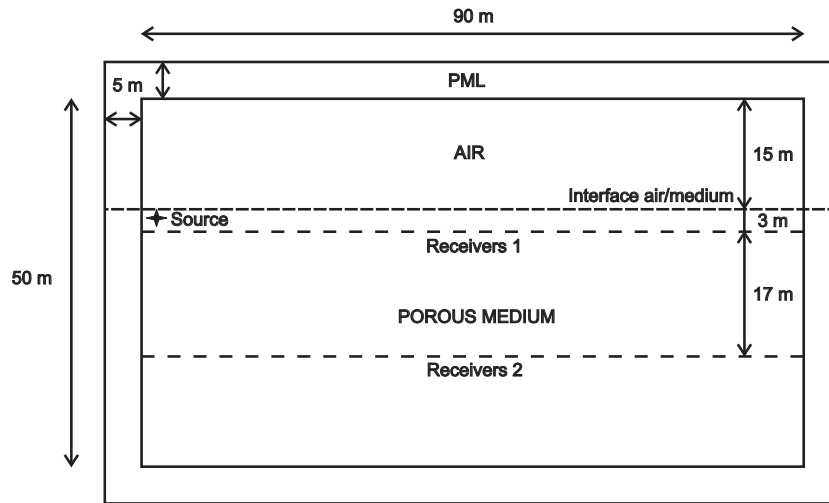 90 m
5 m
PML
AIR
15 m
Interface air/medium
Source
3 m
Receivers 1
50 m
17 m
POROUS MEDIUM
Receivers 2